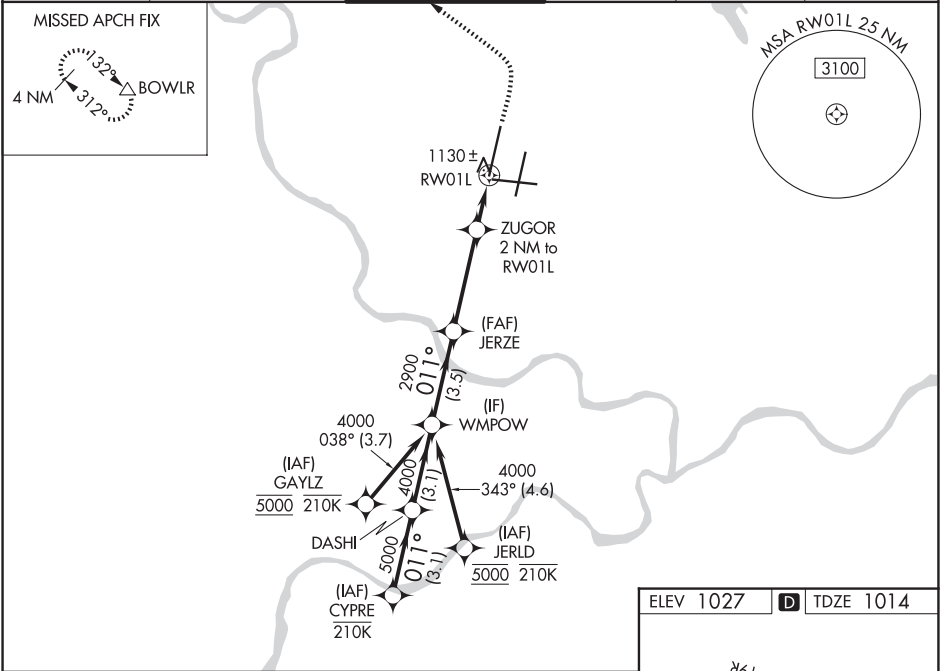 MISSED APCH FIX
132°
BOWLR
4 NM
312°
MSA RW01L 25 NM
3100
1130 ±
RW01L
ZUGOR
2 NM to
RW01L
(FAF)
JERZE
2900
011°
(3.5)
(IF)
WMPOW
4000
038° (3.7)
(IAF)
GAYLZ
5000 210K
4000
(3.1)
4000
343° (4.6)
DASHI
(IAF)
JERLD
5000 210K
5000
011°
(3.1)
(IAF)
CYPRE
210K
ELEV 1027 D TDZE 1014
19R